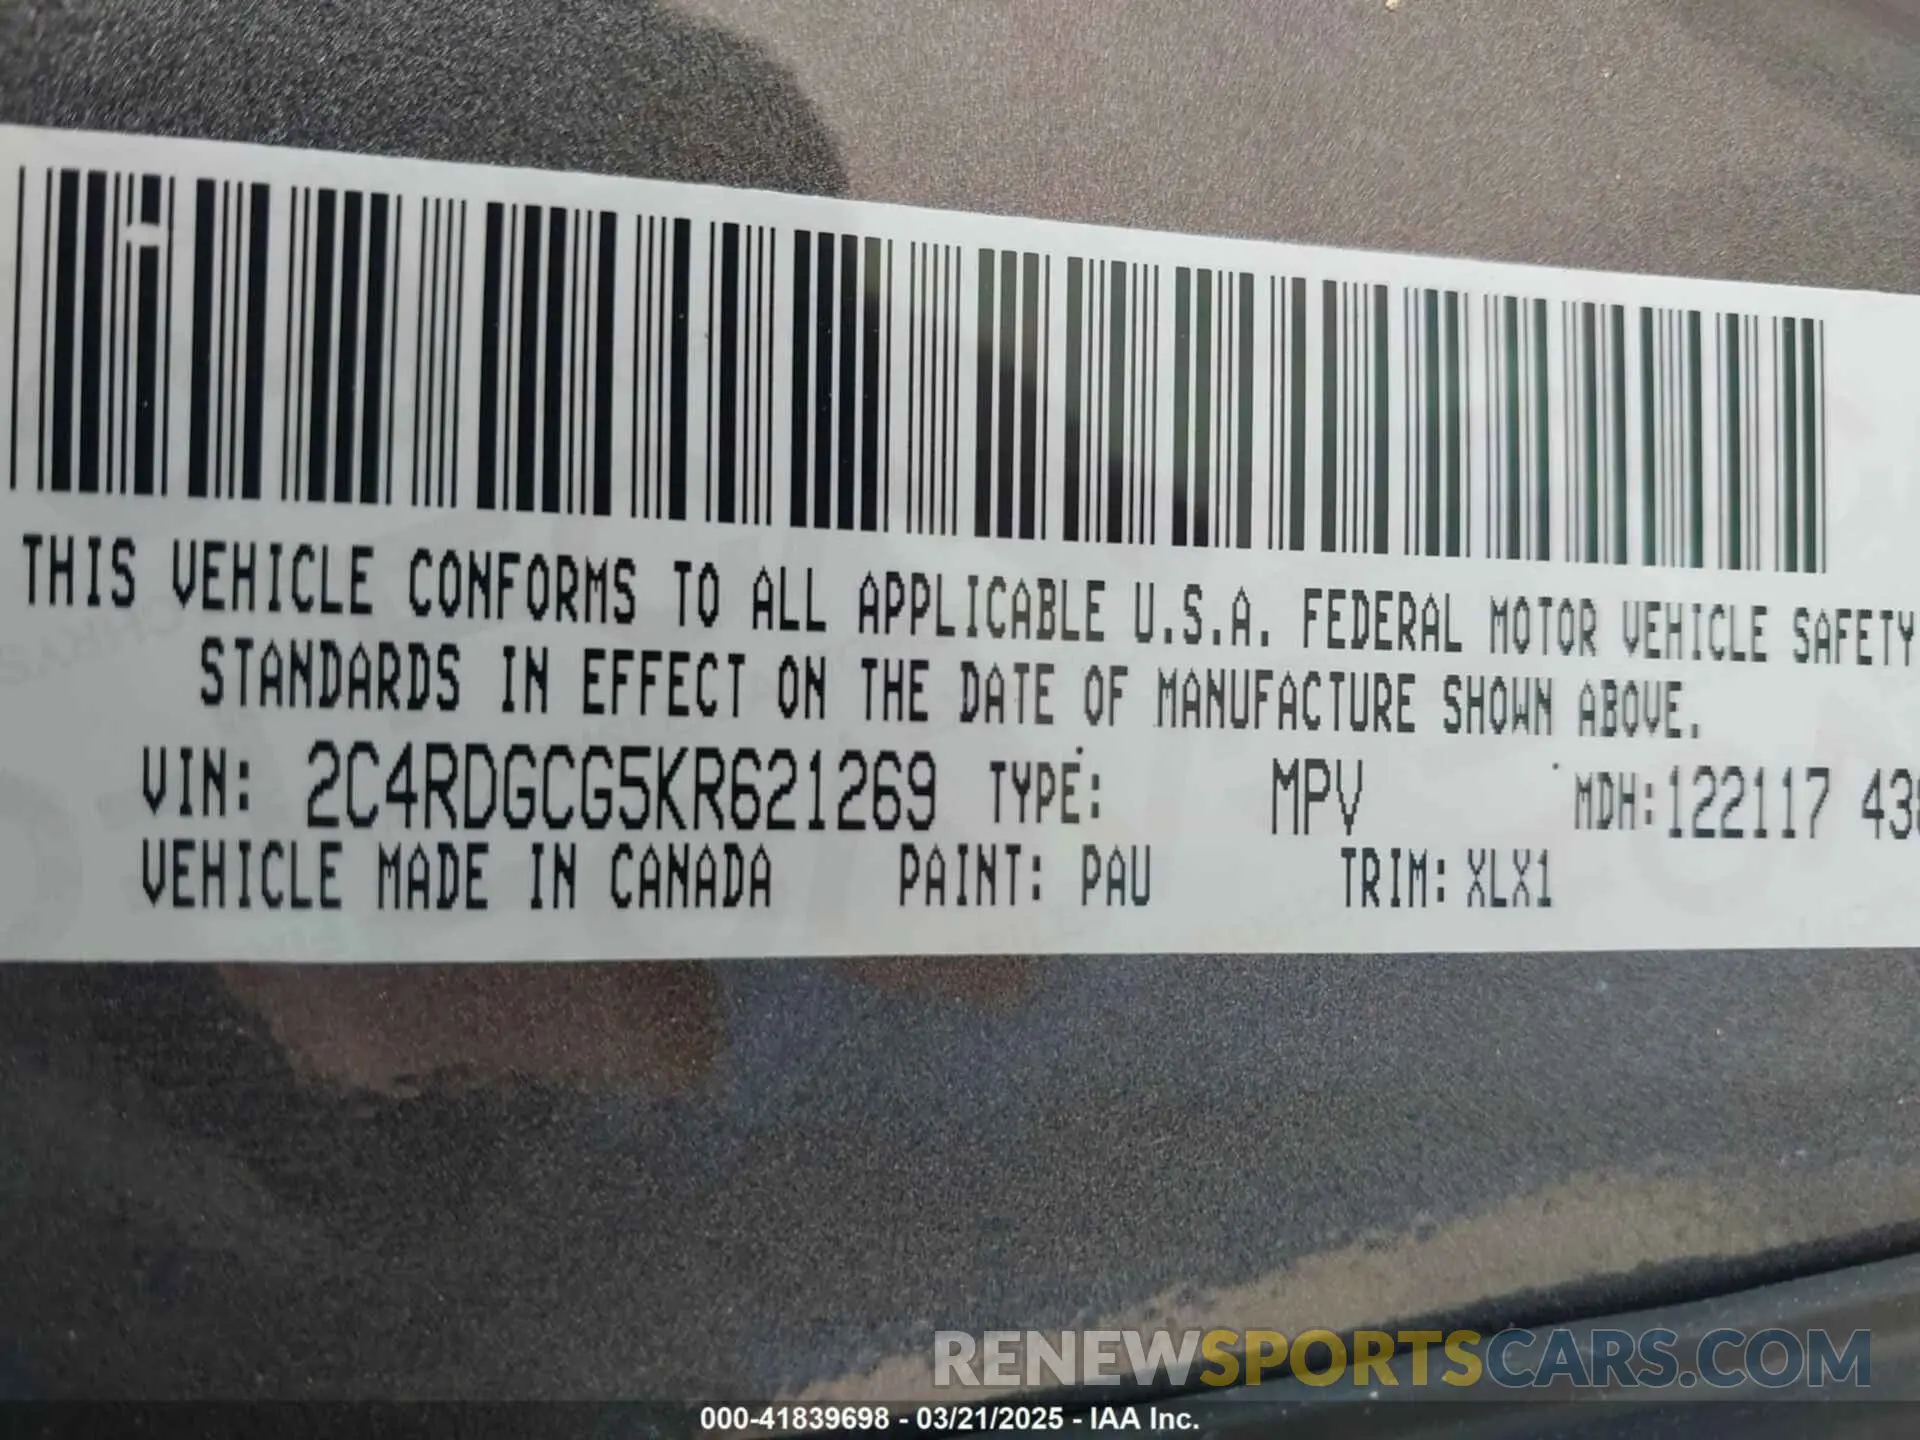 THIS VEHICLE CONFORMS TO ALL APPLICABLE U.S.A. FEDERAL MOTOR VEHICLE SAFETY
STANDARDS IN EFFECT ON THE DATE OF MANUFACTURE SHOWN ABOVE.
VIN: 2C4RDGCG5KR621269 TYPE: MPV MDH:122117 43
VEHICLE MADE IN CANADA PAINT: PAU TRIM: XLX1
RENEWSPORTSCARS.COM
000-41839698 - 03/21/2025 - IAA Inc.